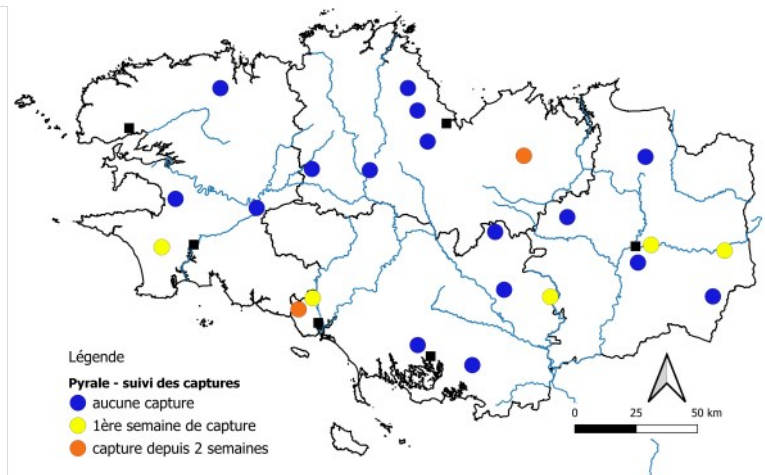 Légende
Pyrale - suivi des captures
aucune capture
1ère semaine de capture
capture depuis 2 semaines
0 25 50 km